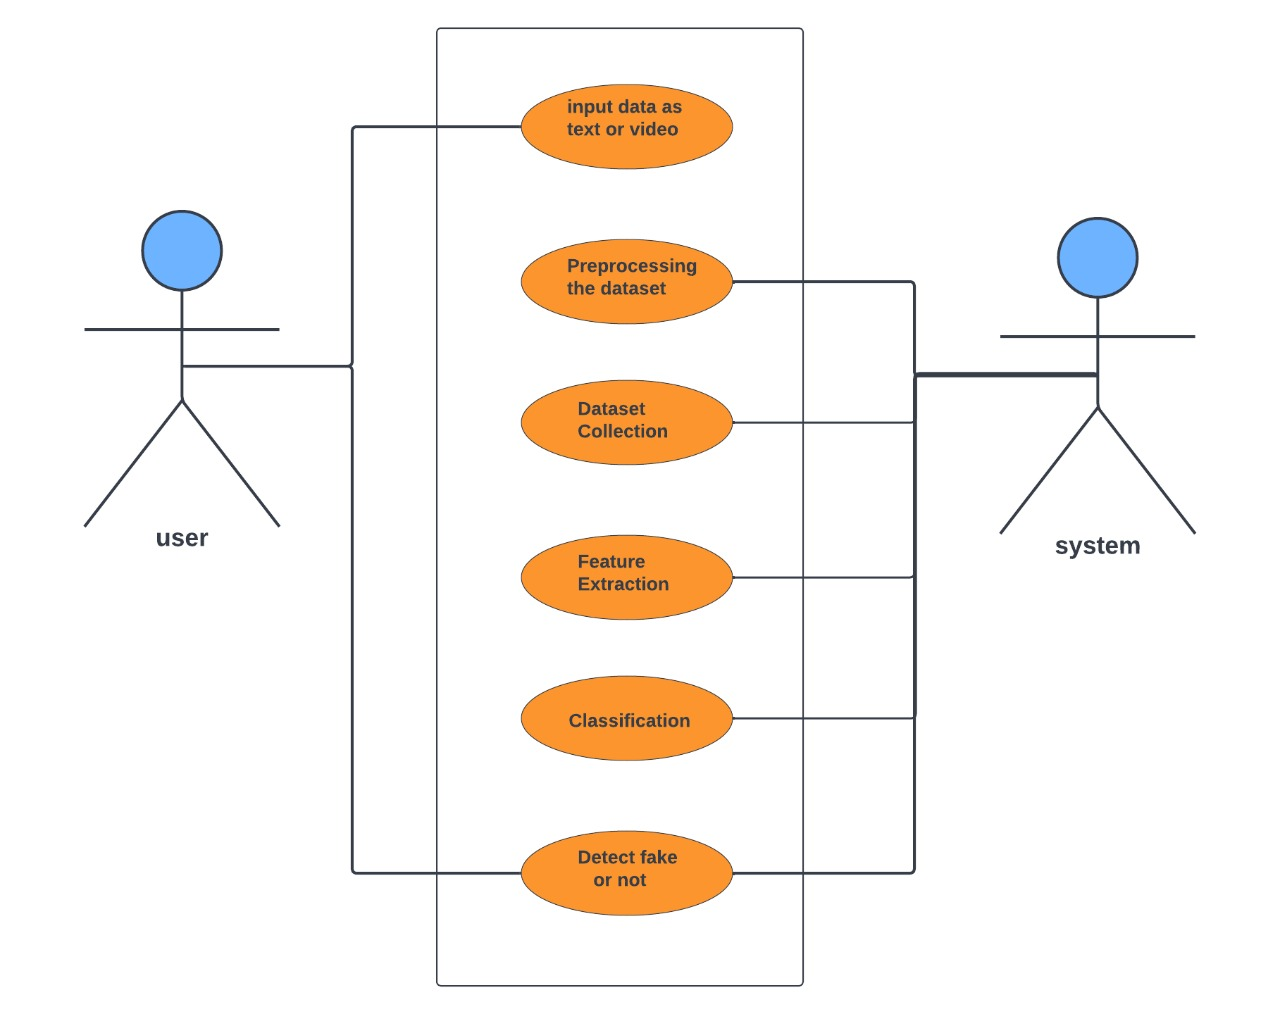 input data as
text or video
Preprocessing
the dataset
Dataset
Collection
Feature
Extraction
Classification
Detect fake
or not
user
system